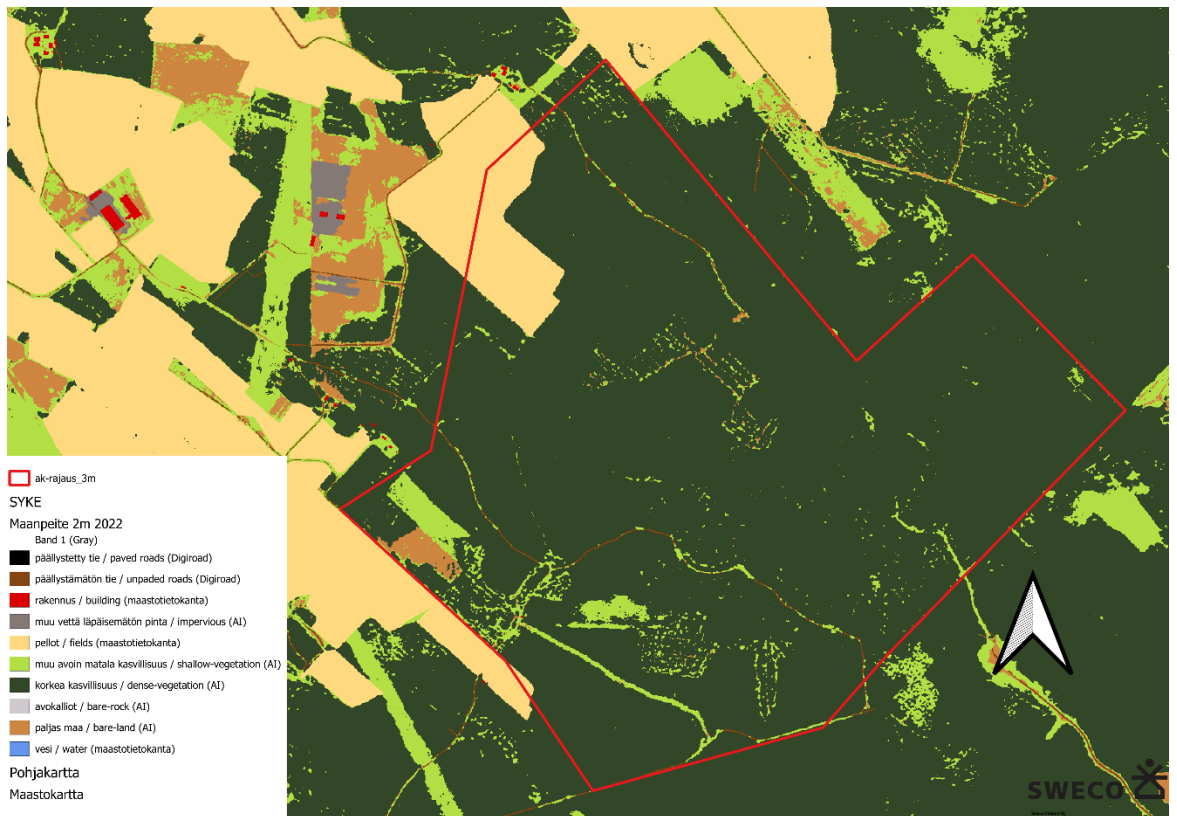 ak-rajaus_3m
SYKE
Maanpeite 2m 2022
Band 1 (Gray)
päällystetty tie / paved roads (Digiroad)
päällystämätön tie / unpaded roads (Digiroad)
rakennus / building (maastotietokanta)
muu vettä läpäisemätön pinta / impervious (AI)
pellot / fields (maastotietokanta)
muu avoin matala kasvillisuus / shallow-vegetation (AI)
korkea kasvillisuus / dense-vegetation (AI)
avokalliot / bare-rock (AI)
paljas maa / bare-land (AI)
vesi / water (maastotietokanta)
Pohjakartta
Maastokartta
SWECO